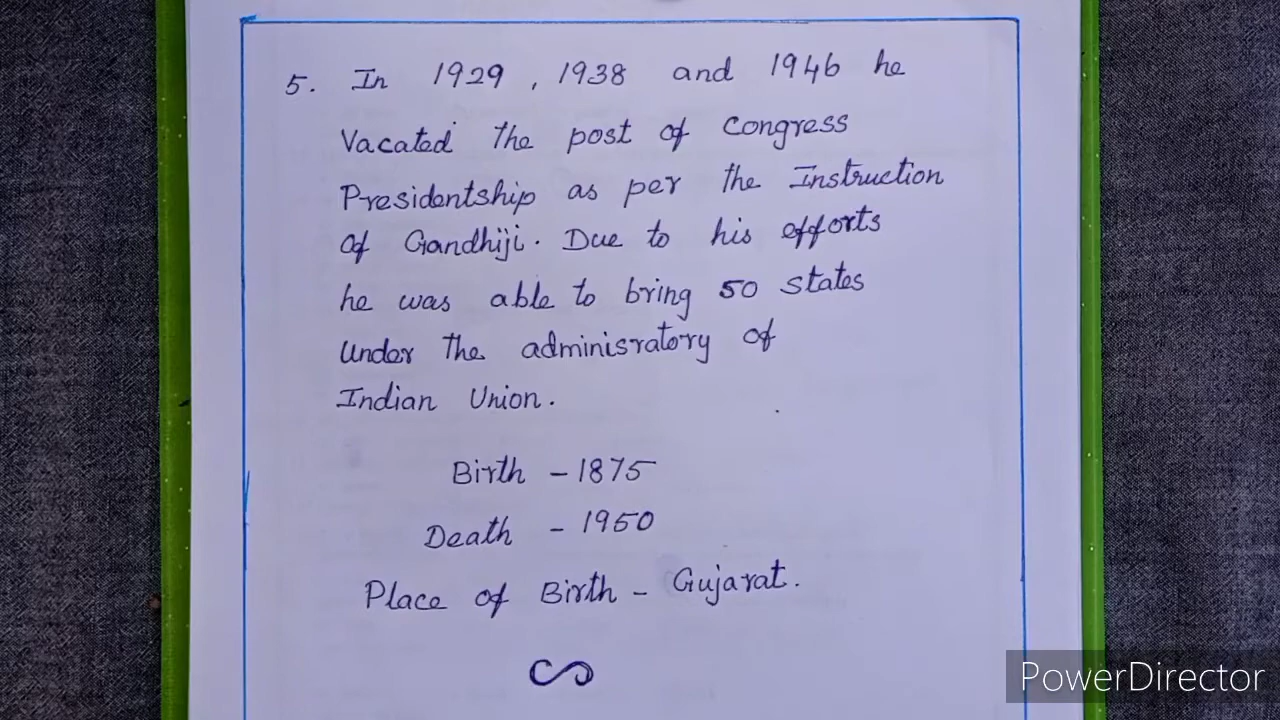 5. In 1929, 1938 and 1946 he
Vacated the post of Congress
Presidentship as per the Instruction
of Gandhiji. Due to his efforts
he was able to bring 50 states
under the adminisratory of
Indian Union.
Birth - 1875
Death - 1950
Place of Birth - Gujarat.
PowerDirector